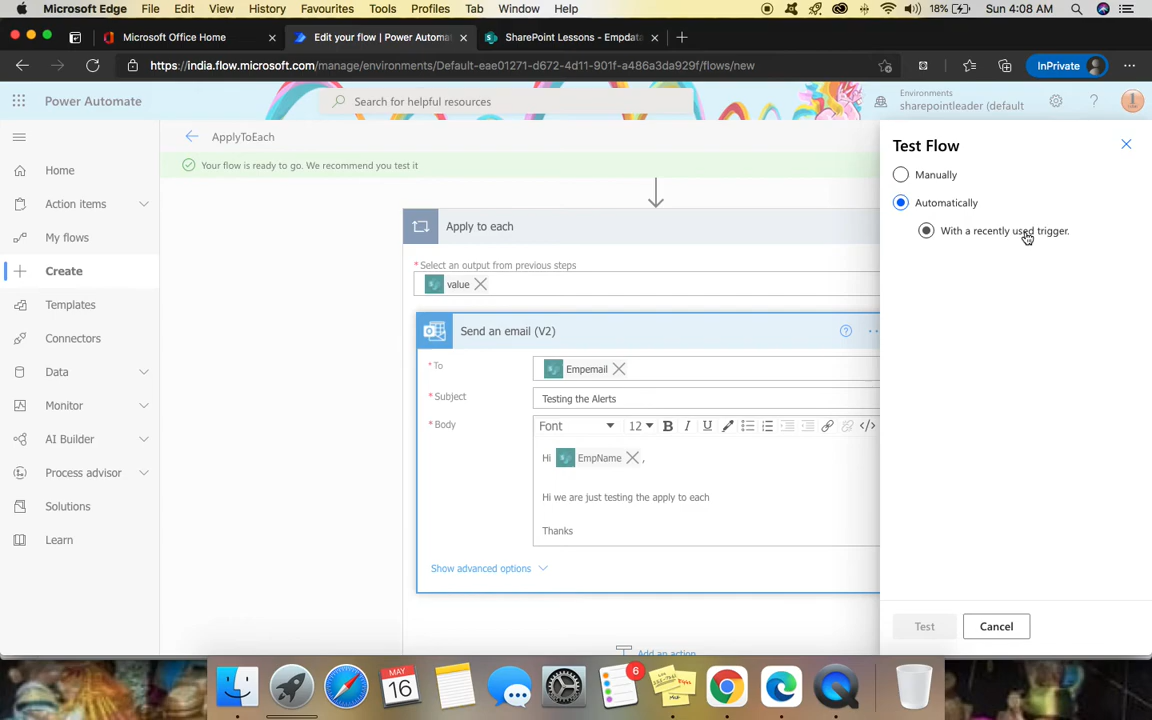 Microsoft Edge File Edit View History Favourites Tools Profiles Tab Window Help 18% Sun 4:08 AM
Microsoft Office Home Edit your flow | Power Automa SharePoint Lessons - Empdata
https://india.flow.microsoft.com/manage/environments/Default-eae01271-d672-4d11-901f-a486a3da929f/flows/new InPrivate
Power Automate Search for helpful resources Environments
sharepointleader (default
ApplyToEach
Your flow is ready to go. We recommend you test it
Home
Action items
My flows
Create
Templates
Connectors
Data
Monitor
AI Builder
Process advisor
Solutions
Learn
Apply to each
* Select an output from previous steps
value
Send an email (V2)
* To Empemail
* Subject Testing the Alerts
* Body Font 12 B I U </>
Hi EmpName ,
Hi we are just testing the apply to each
Thanks
Show advanced options
Add an action
Test Flow
Manually
Automatically
With a recently used trigger.
Test Cancel
MAY
16
6